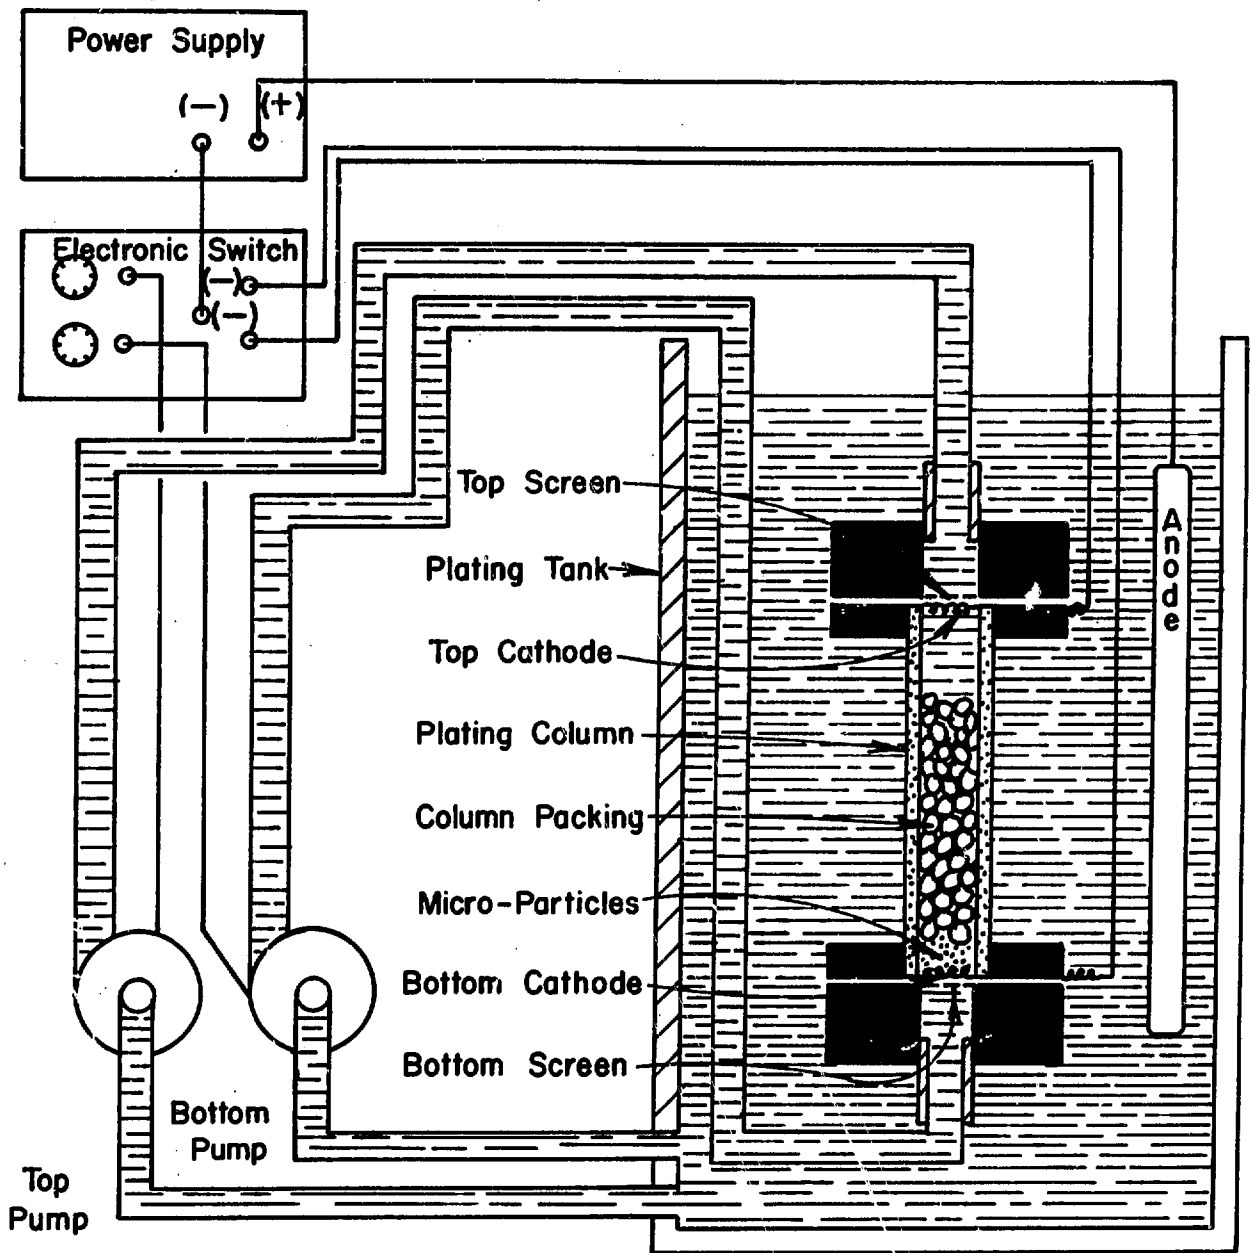 Power Supply
(-) (+)
Electronic Switch
(-)
(-)
Top Screen
Plating Tank
Top Cathode
Plating Column
Column Packing
Micro-Particles
Bottom Cathode
Bottom Screen
Anode
Bottom
Pump
Top
Pump